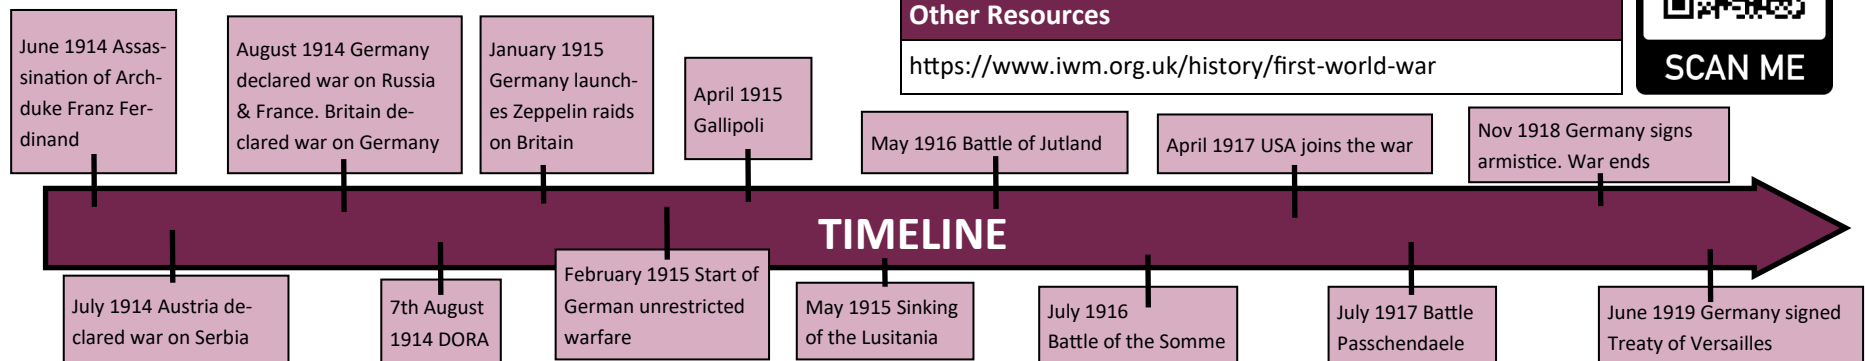 Other Resources
https://www.iwm.org.uk/history/first-world-war
SCAN ME
June 1914 Assas-
sination of Arch-
duke Franz Fer-
dinand
August 1914 Germany
declared war on Russia
& France. Britain de-
clared war on Germany
January 1915
Germany launch-
es Zeppelin raids
on Britain
April 1915
Gallipoli
May 1916 Battle of Jutland
April 1917 USA joins the war
Nov 1918 Germany signs
armistice. War ends
TIMELINE
July 1914 Austria de-
clared war on Serbia
7th August
1914 DORA
February 1915 Start of
German unrestricted
warfare
May 1915 Sinking
of the Lusitania
July 1916
Battle of the Somme
July 1917 Battle
Passchendaele
June 1919 Germany signed
Treaty of Versailles